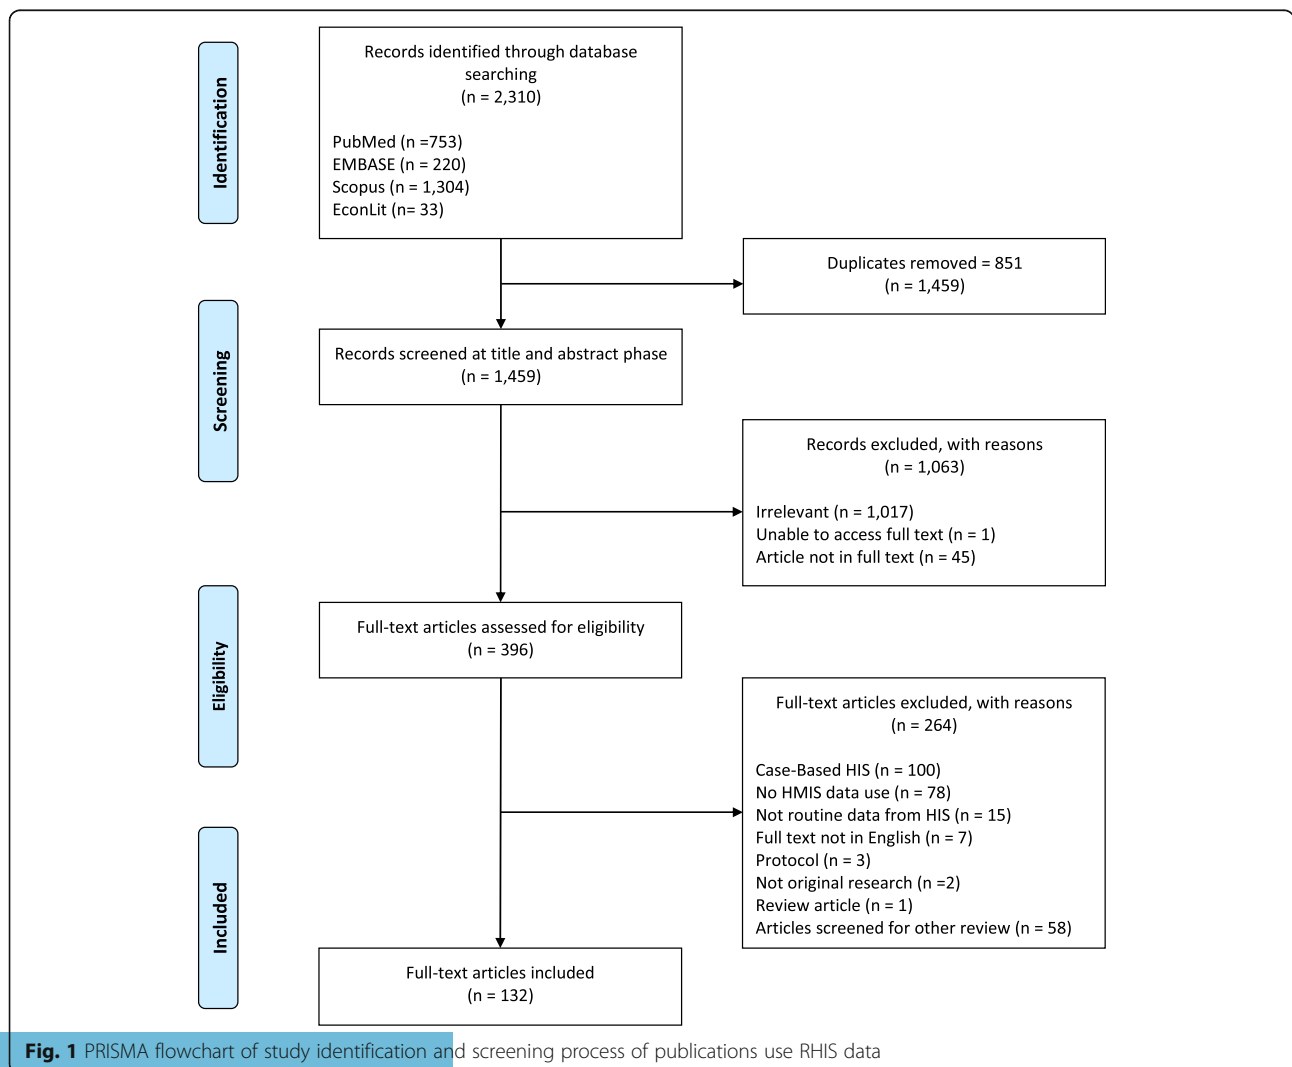 Identification
Records identified through database
searching
(n = 2,310)
PubMed (n =753)
EMBASE (n = 220)
Scopus (n = 1,304)
EconLit (n= 33)
Duplicates removed = 851
(n = 1,459)
Screening
Records screened at title and abstract phase
(n = 1,459)
Records excluded, with reasons
(n = 1,063)
Irrelevant (n = 1,017)
Unable to access full text (n = 1)
Article not in full text (n = 45)
Eligibility
Full-text articles assessed for eligibility
(n = 396)
Full-text articles excluded, with reasons
(n = 264)
Case-Based HIS (n = 100)
No HMIS data use (n = 78)
Not routine data from HIS (n = 15)
Full text not in English (n = 7)
Protocol (n = 3)
Not original research (n =2)
Review article (n = 1)
Articles screened for other review (n = 58)
Included
Full-text articles included
(n = 132)
Fig. 1 PRISMA flowchart of study identification and screening process of publications use RHIS data